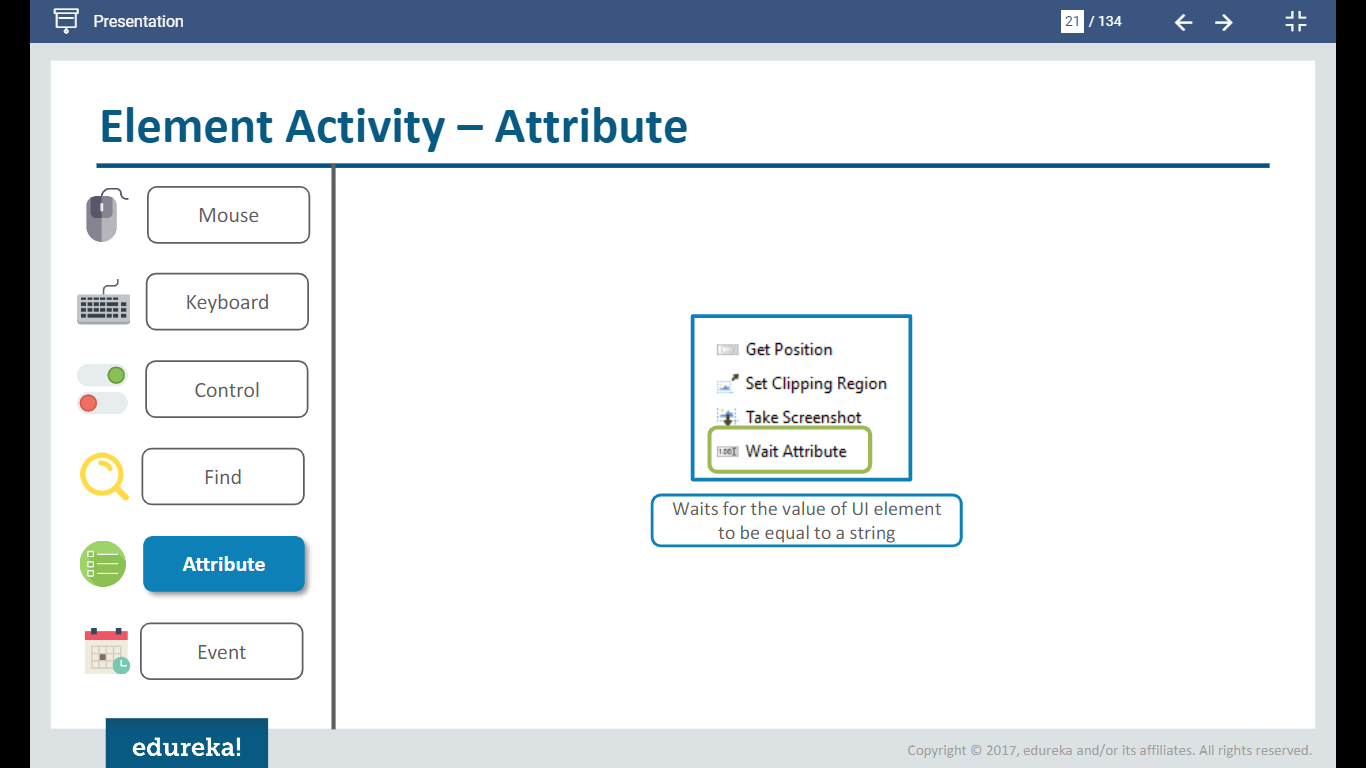 Presentation
21 / 134
Element Activity – Attribute
Mouse
Keyboard
Control
Find
Attribute
Event
Get Position
Set Clipping Region
Take Screenshot
Wait Attribute
Waits for the value of UI element
to be equal to a string
edureka!
Copyright © 2017, edureka and/or its affiliates. All rights reserved.